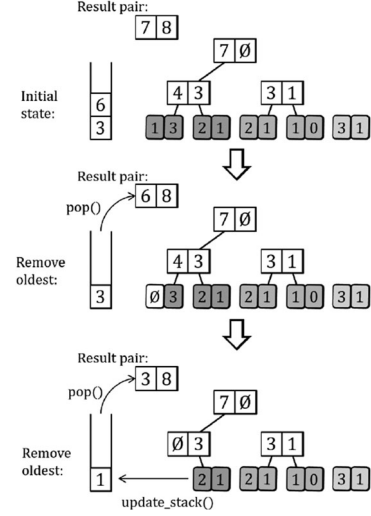 Result pair:
7 8
7 Ø
Initial
state:
6
3
4 3
3 1
1 3 2 1 2 1 1 0 3 1
Result pair:
6 8
pop()
7 Ø
Remove
oldest:
3
4 3
3 1
Ø 3 2 1 2 1 1 0 3 1
Result pair:
3 8
pop()
7 Ø
Remove
oldest:
1
Ø 3
3 1
2 1 2 1 1 0 3 1
update_stack()